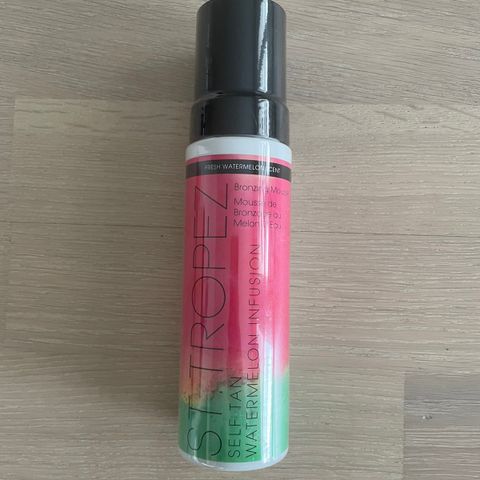 FRESH WATERMELON SCENT
Bronzing Mousse
Mousse de
Bronzage au
Melon d'Eau
ST.TROPEZ
SELF TAN
WATERMELON INFUSION